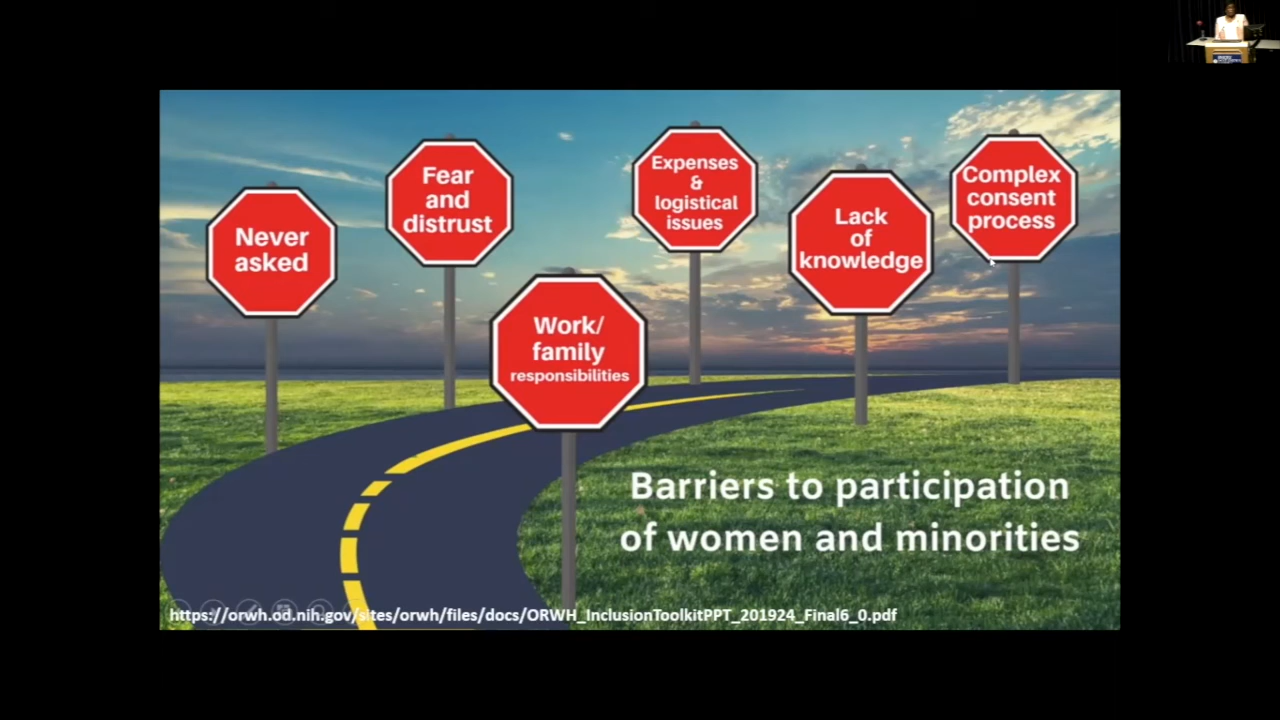 Never
asked
Fear
and
distrust
Work/
family
responsibilities
Expenses
&
logistical
issues
Lack
of
knowledge
Complex
consent
process
Barriers to participation
of women and minorities
https://orwh.od.nih.gov/sites/orwh/files/docs/ORWH_InclusionToolkitPPT_201924_Final6_0.pdf